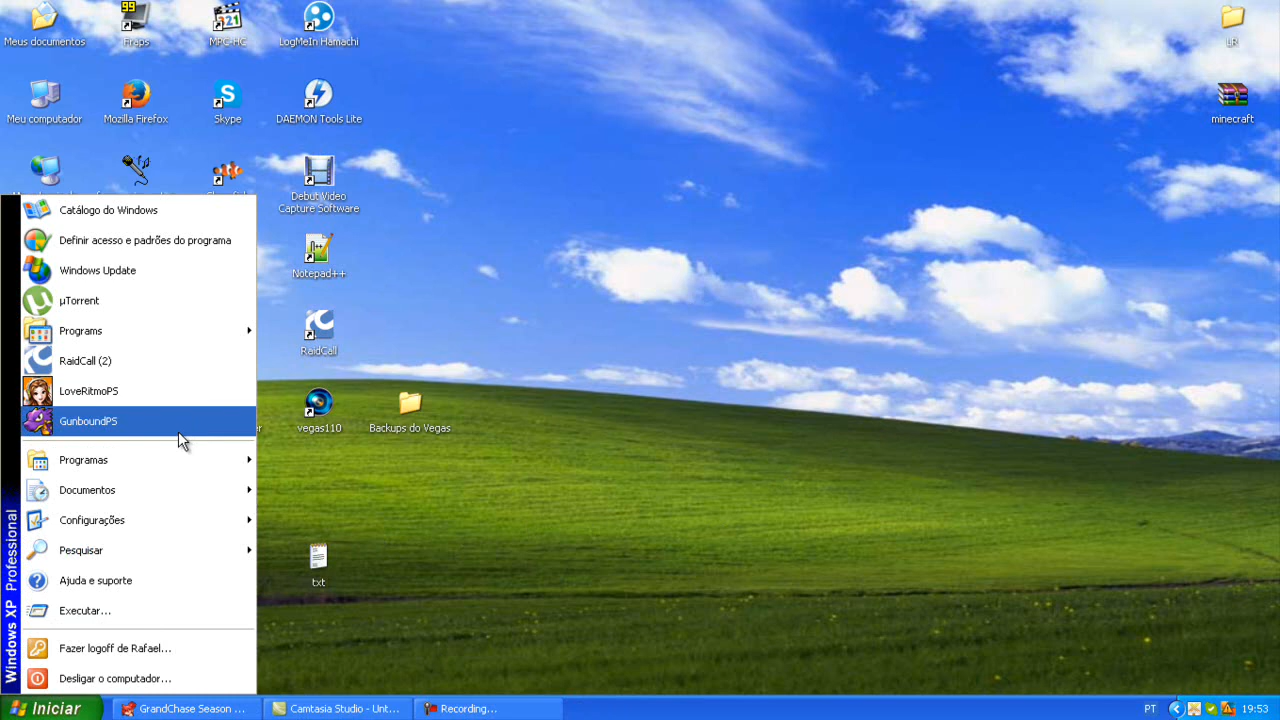 Meus documentos
Fraps
MPC-HC
LogMeIn Hamachi
LR
Meu computador
Mozilla Firefox
Skype
DAEMON Tools Lite
minecraft
Debut Video
Capture Software
Notepad++
RaidCall
vegas110
Backups do Vegas
txt
Catálogo do Windows
Definir acesso e padrões do programa
Windows Update
µTorrent
Programs
RaidCall (2)
LoveRitmoPS
GunboundPS
Programas
Documentos
Configurações
Pesquisar
Ajuda e suporte
Executar...
Fazer logoff de Rafael...
Desligar o computador...
Windows XP Professional
Iniciar
GrandChase Season ...
Camtasia Studio - Unt...
Recording...
PT
19:53